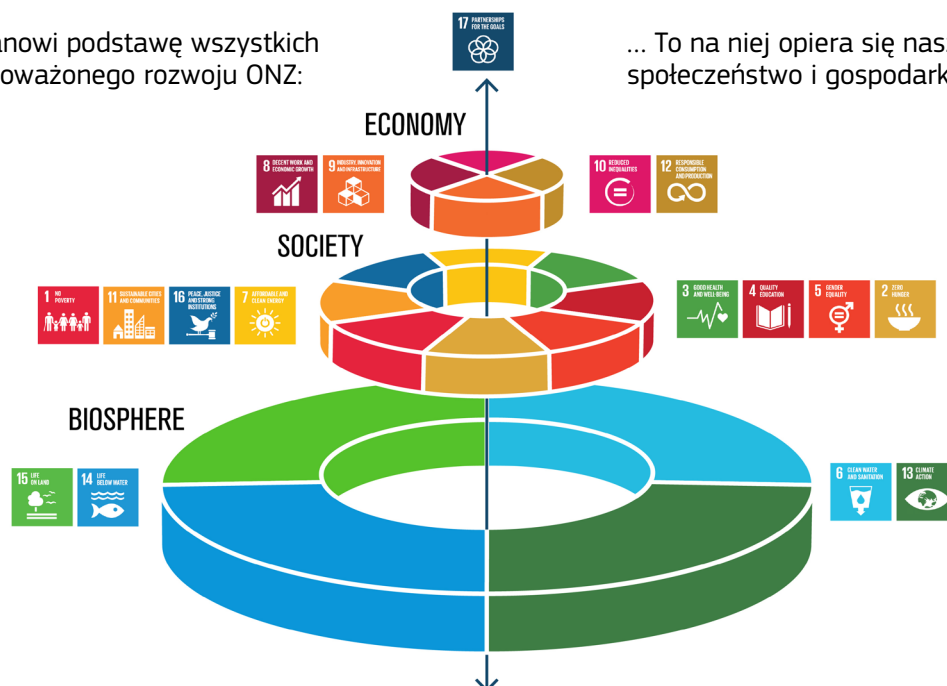 anowi podstawę wszystkich
oważonego rozwoju ONZ:
17 PARTNERSHIPS
FOR THE GOALS
... To na niej opiera się nasz
społeczeństwo i gospodark
ECONOMY
8 DECENT WORK AND
ECONOMIC GROWTH
9 INDUSTRY, INNOVATION
AND INFRASTRUCTURE
10 REDUCED
INEQUALITIES
12 RESPONSIBLE
CONSUMPTION
AND PRODUCTION
SOCIETY
1 NO
POVERTY
11 SUSTAINABLE CITIES
AND COMMUNITIES
16 PEACE, JUSTICE
AND STRONG
INSTITUTIONS
7 AFFORDABLE AND
CLEAN ENERGY
3 GOOD HEALTH
AND WELL-BEING
4 QUALITY
EDUCATION
5 GENDER
EQUALITY
2 ZERO
HUNGER
BIOSPHERE
15 LIFE
ON LAND
14 LIFE
BELOW WATER
6 CLEAN WATER
AND SANITATION
13 CLIMATE
ACTION